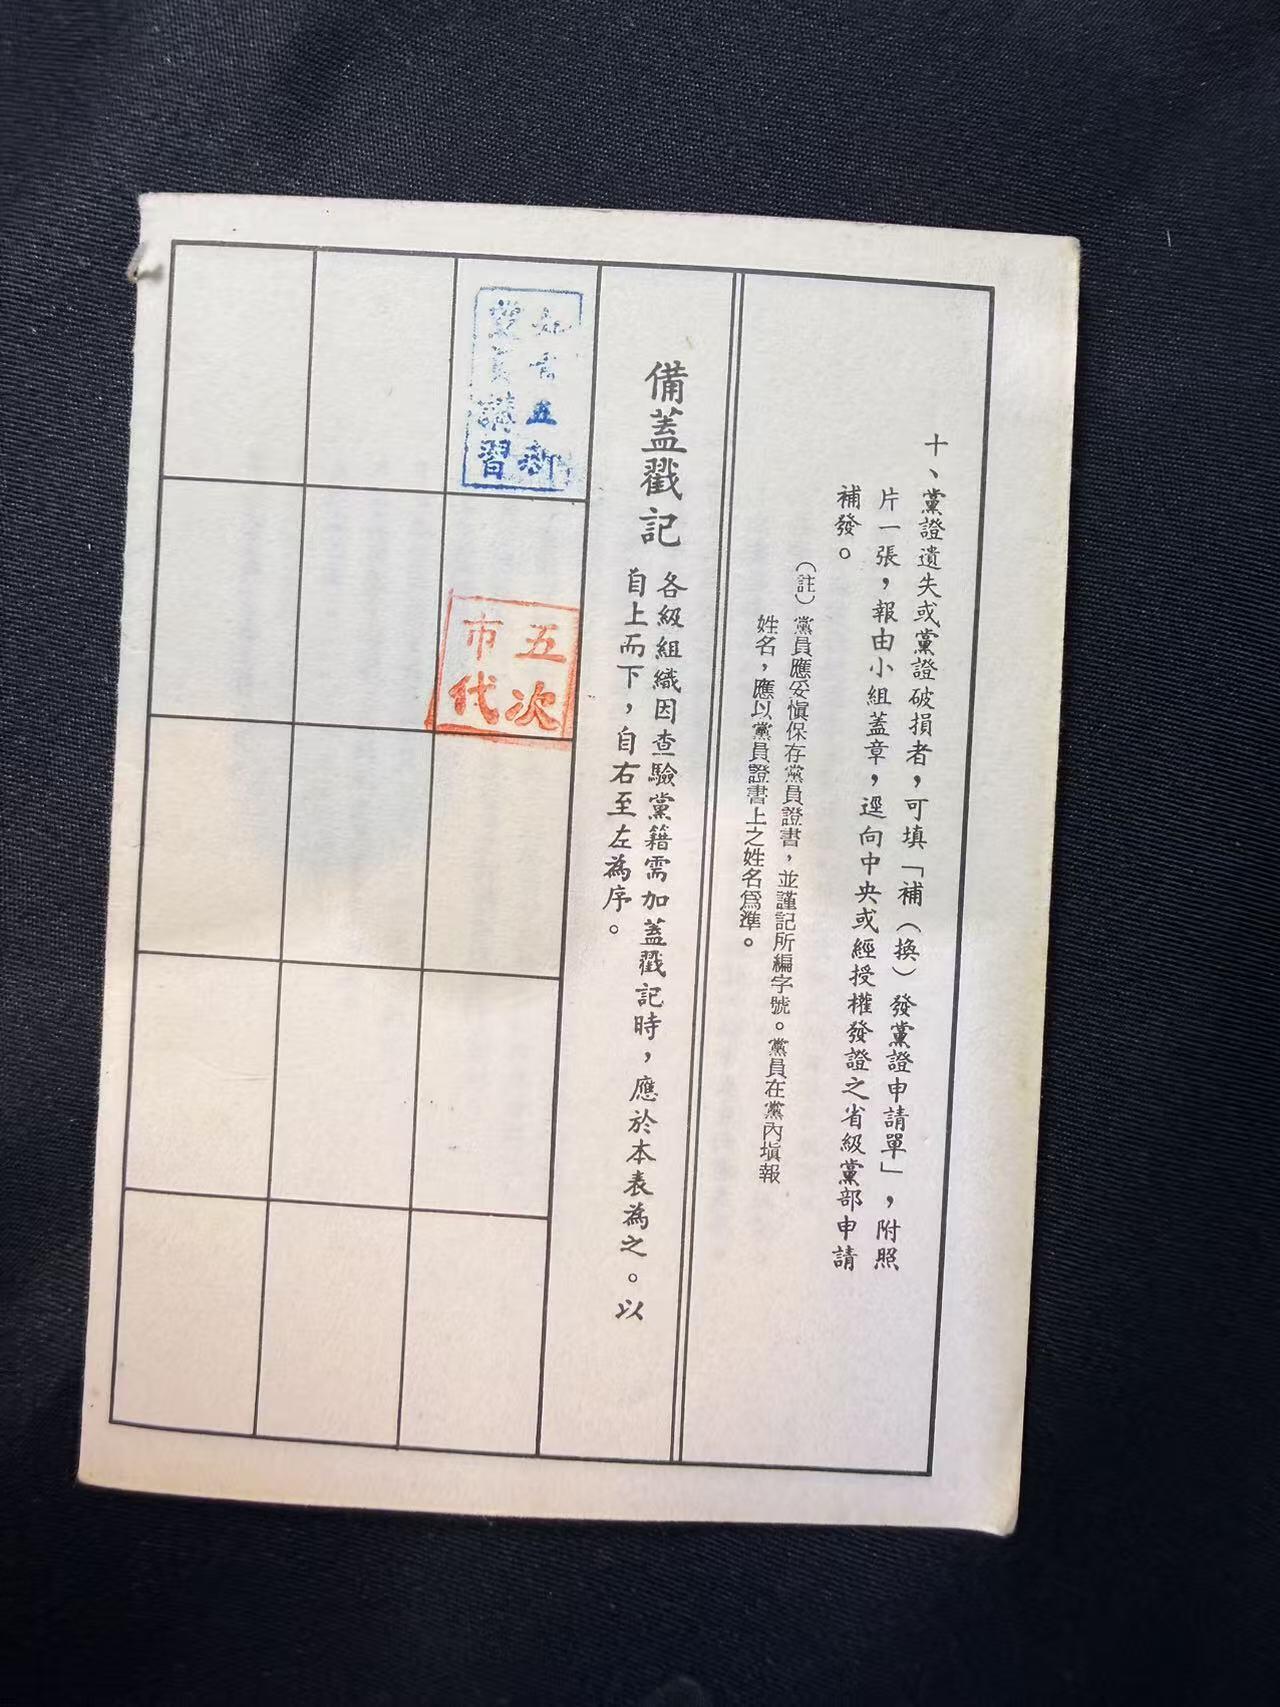 十、黨證遺失或黨證破損者，可填「補（換）發黨證申請單」，附照
片一張，報由小組蓋章，逕向中央或經授權發證之省級黨部申請
補發。
（註）黨員應妥慎保存黨員證書，並謹記所編字號。黨員在黨內塡報
姓名，應以黨員證書上之姓名爲準。
備蓋戳記
各級組織因查驗黨籍需加蓋戳記時，應於本表為之。以
自上而下，自右至左為序。
五新
黨員講習
五次
市代